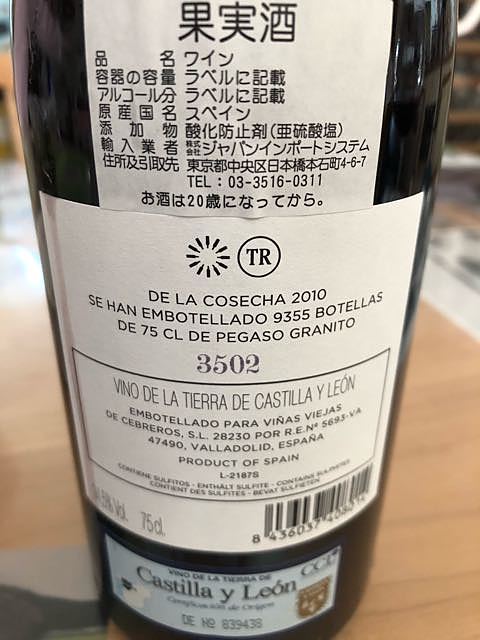 果実酒
品 名 ワイン
容器の容量 ラベルに記載
アルコール分 ラベルに記載
原産国名 スペイン
添加物 酸化防止剤(亜硫酸塩)
輸入業者 株式会社ジャパンインポートシステム
住所及引取先 東京都中央区日本橋本石町4-6-7
TEL：03-3516-0311
お酒は20歳になってから。
TR
DE LA COSECHA 2010
SE HAN EMBOTELLADO 9355 BOTELLAS
DE 75 CL DE PEGASO GRANITO
3502
VINO DE LA TIERRA DE CASTILLA Y LEÓN
EMBOTELLADO PARA VIÑAS VIEJAS
DE CEBREROS, S.L. 28230 POR R.E.Nº 5693-VA
47490, VALLADOLID, ESPAÑA
PRODUCT OF SPAIN
L-2187S
CONTIENE SULFITOS - ENTHÄLT SULFITE - CONTAINS SULPHITES
CONTIENT DES SULFITES - BEVAT SULFIETEN
Vol. 75cl.
8 436037
VINO DE LA TIERRA DE
Castilla y León
DE Nº 839438